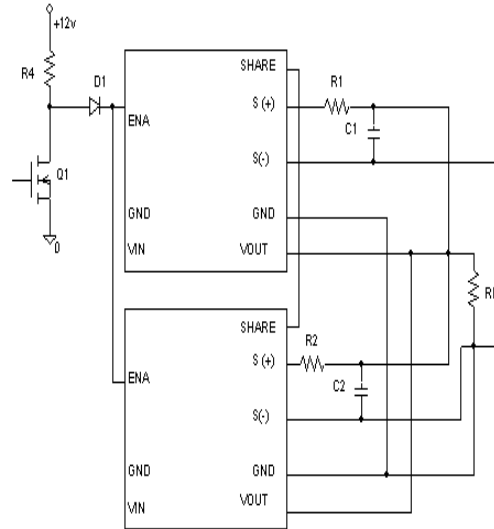 +12v
R4
D1
Q1
0
SHARE
S (+)
ENA
S(-)
GND
GND
VIN
VOUT
R1
C1
SHARE
S (+)
ENA
S(-)
GND
GND
VIN
VOUT
R2
C2